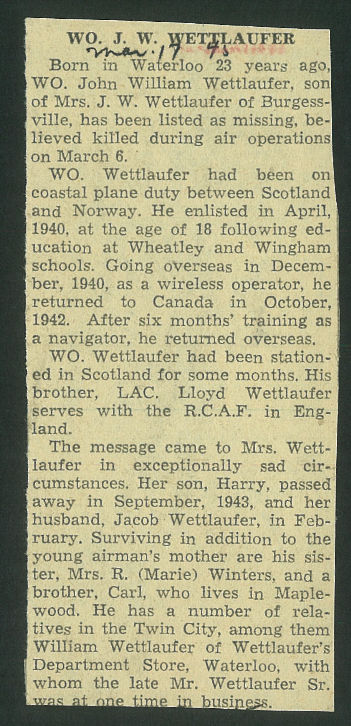 WO. J. W. WETTLAUFER
Mar. 17 45
Born in Waterloo 23 years ago,
WO. John William Wettlaufer, son
of Mrs. J. W. Wettlaufer of Burgess-
ville, has been listed as missing, be-
lieved killed during air operations
on March 6.
WO. Wettlaufer had been on
coastal plane duty between Scotland
and Norway. He enlisted in April,
1940, at the age of 18 following ed-
ucation at Wheatley and Wingham
schools. Going overseas in Decem-
ber, 1940, as a wireless operator, he
returned to Canada in October,
1942. After six months' training as
a navigator, he returned overseas.
WO. Wettlaufer had been station-
ed in Scotland for some months. His
brother, LAC. Lloyd Wettlaufer
serves with the R.C.A.F. in Eng-
land.
The message came to Mrs. Wett-
laufer in exceptionally sad cir-
cumstances. Her son, Harry, passed
away in September, 1943, and her
husband, Jacob Wettlaufer, in Feb-
ruary. Surviving in addition to the
young airman's mother are his sis-
ter, Mrs. R. (Marie) Winters, and a
brother, Carl, who lives in Maple-
wood. He has a number of rela-
tives in the Twin City, among them
William Wettlaufer of Wettlaufer's
Department Store, Waterloo, with
whom the late Mr. Wettlaufer Sr.
was at one time in business.